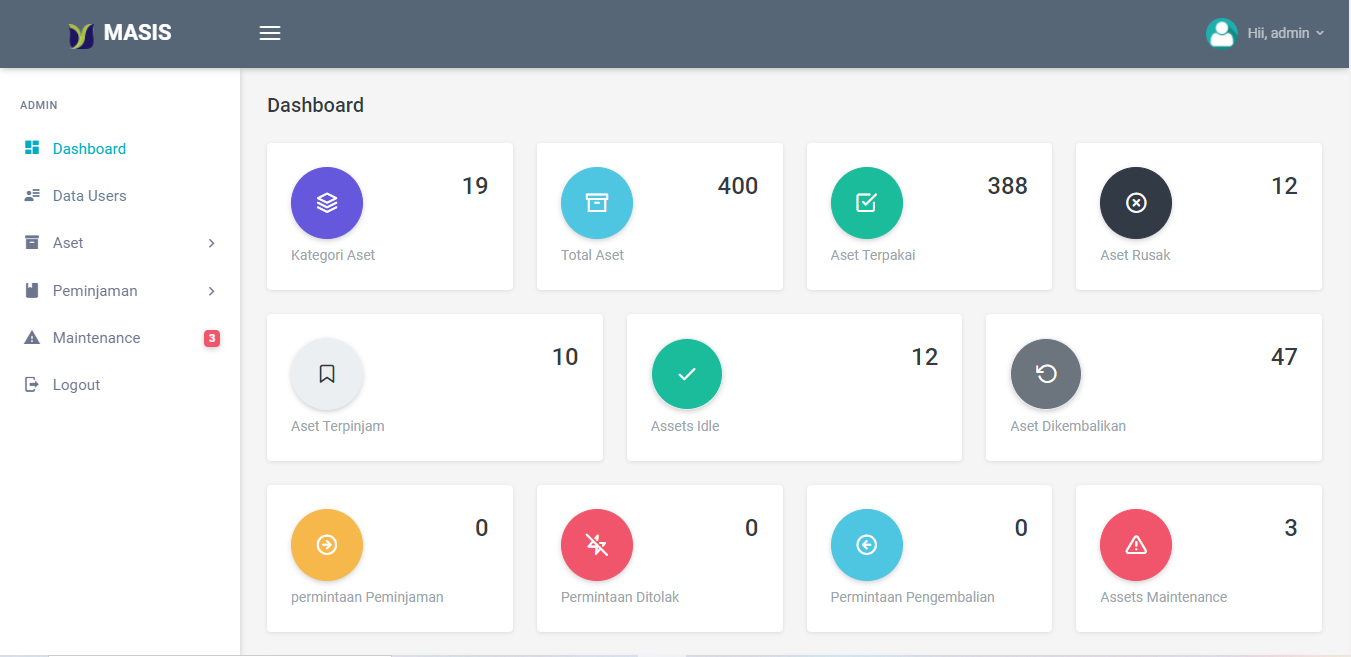 MASIS
Hii, admin
ADMIN
Dashboard
Data Users
Aset
Peminjaman
Maintenance 3
Logout
Dashboard
19
Kategori Aset
400
Total Aset
388
Aset Terpakai
12
Aset Rusak
10
Aset Terpinjam
12
Assets Idle
47
Aset Dikembalikan
0
permintaan Peminjaman
0
Permintaan Ditolak
0
Permintaan Pengembalian
3
Assets Maintenance